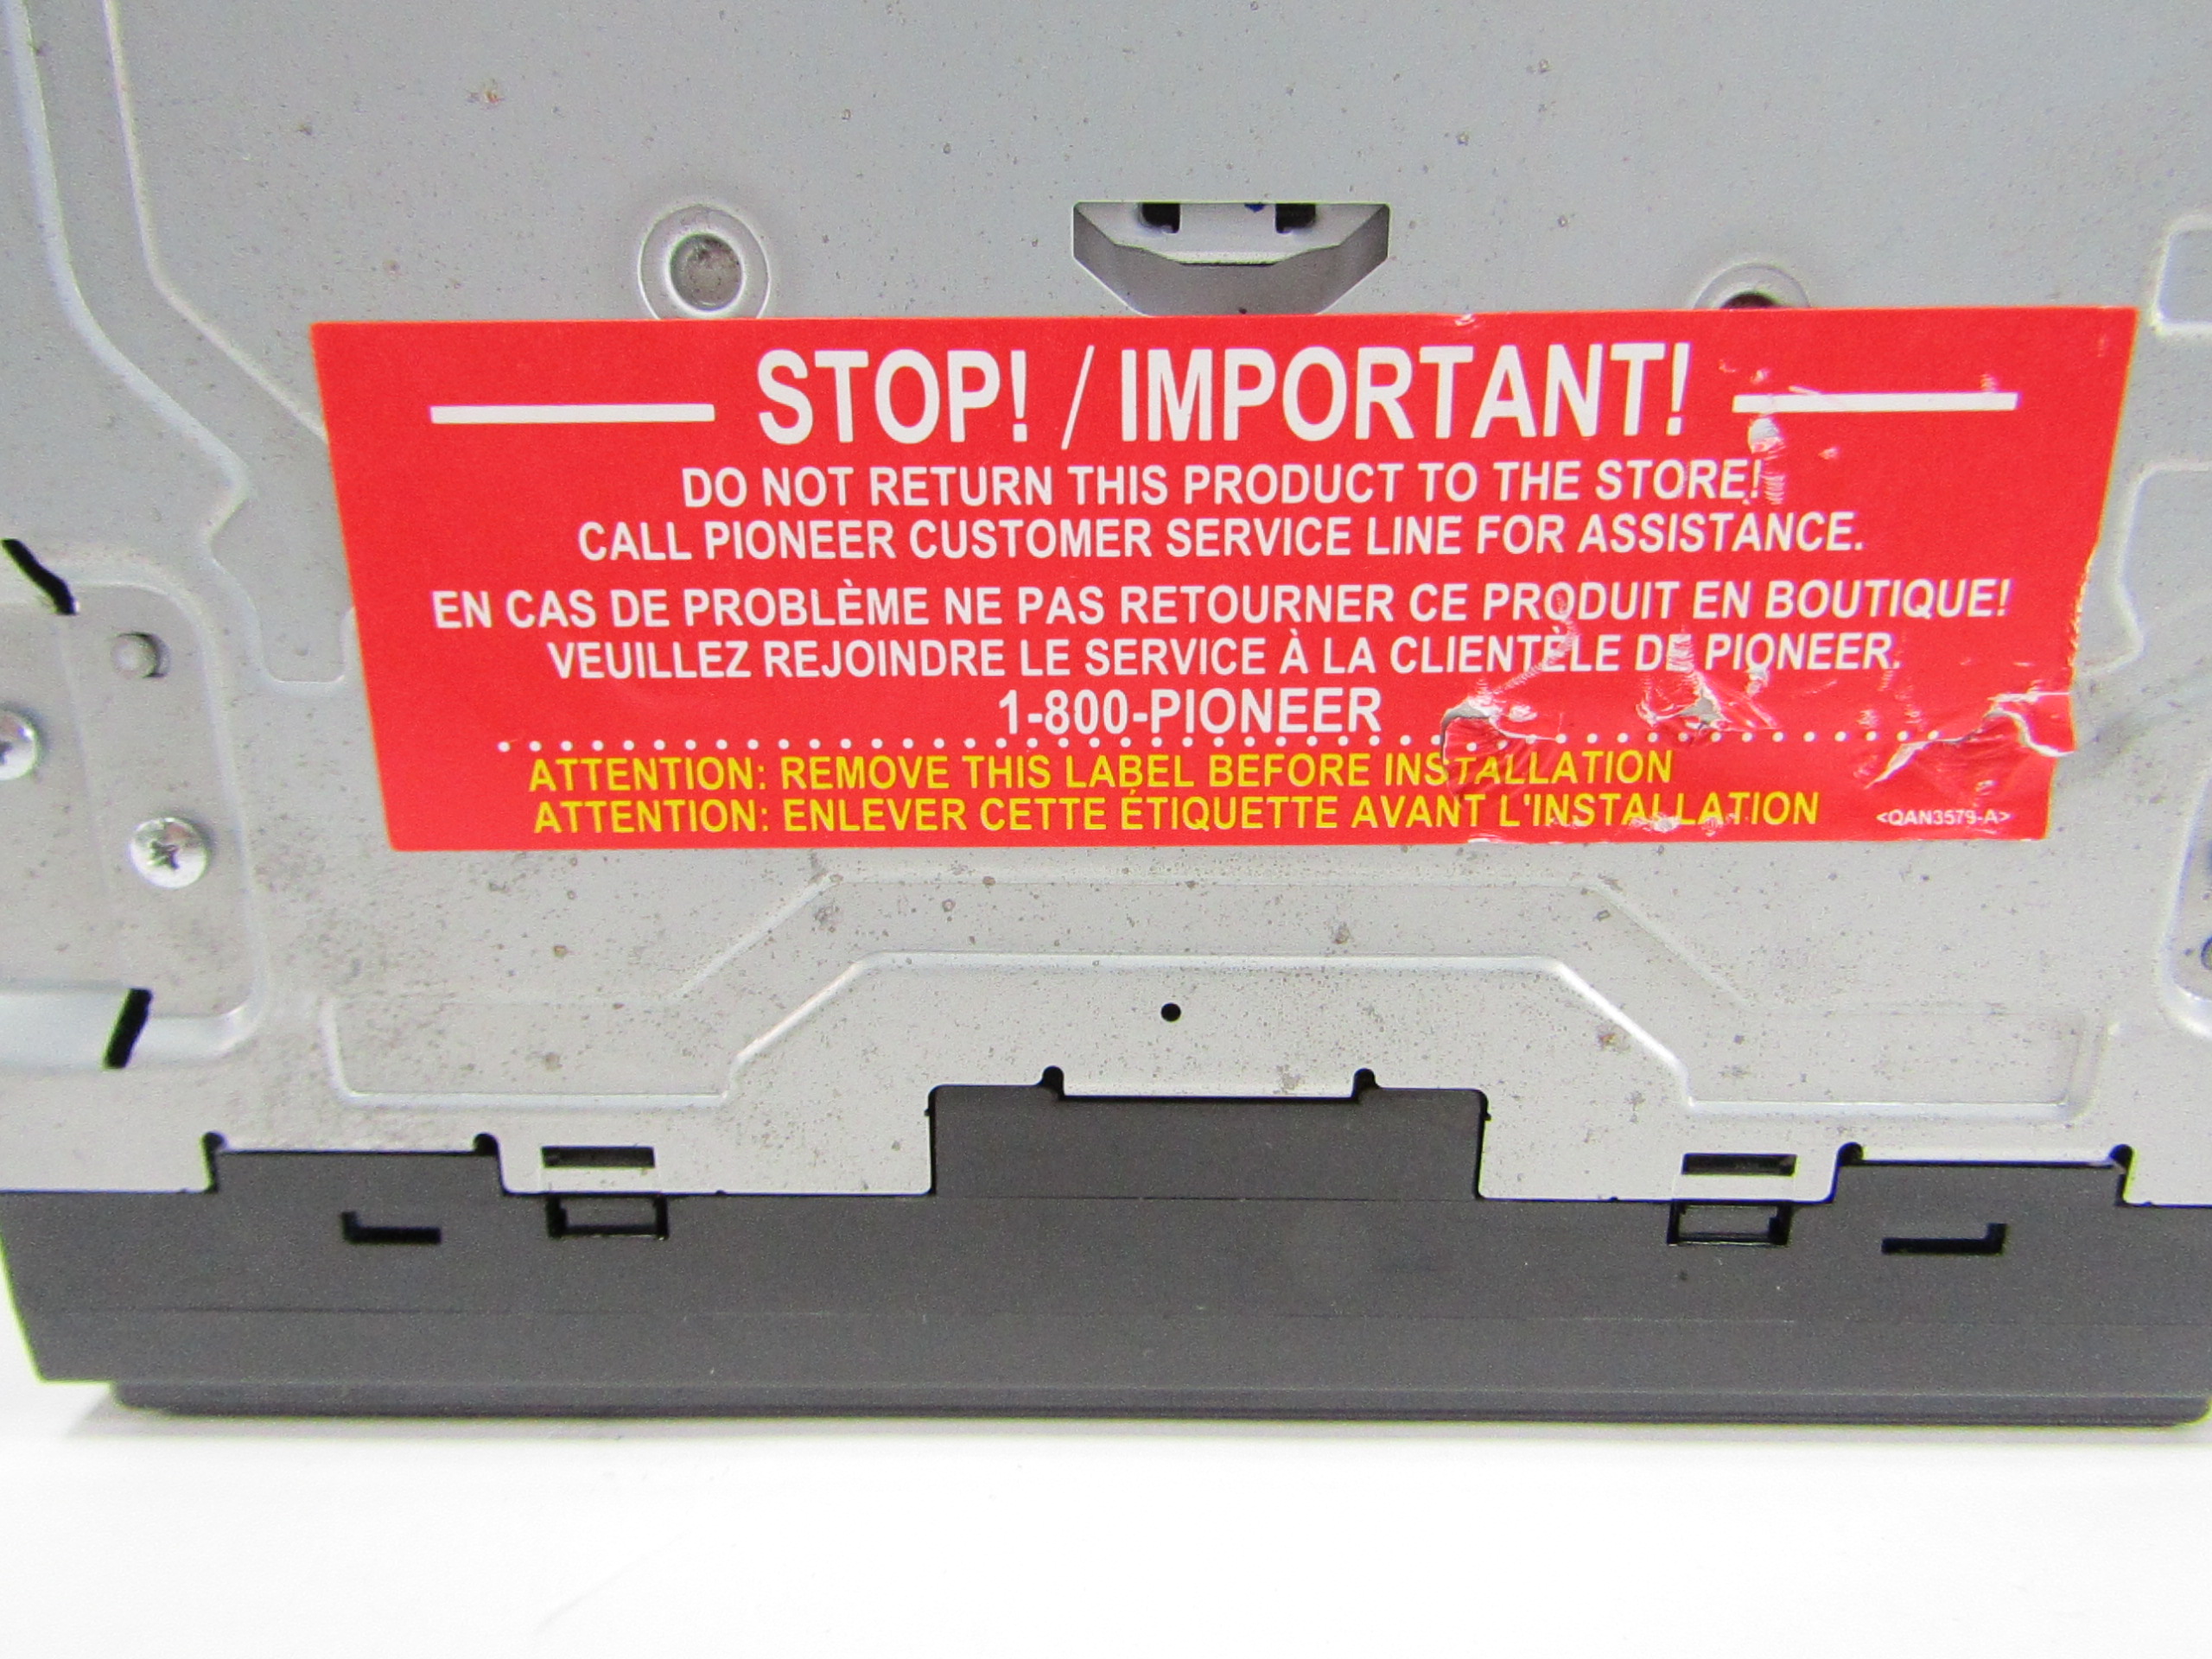 STOP! / IMPORTANT!
DO NOT RETURN THIS PRODUCT TO THE STORE!
CALL PIONEER CUSTOMER SERVICE LINE FOR ASSISTANCE.
EN CAS DE PROBLÈME NE PAS RETOURNER CE PRODUIT EN BOUTIQUE!
VEUILLEZ REJOINDRE LE SERVICE À LA CLIENTÈLE DE PIONEER.
1-800-PIONEER
ATTENTION: REMOVE THIS LABEL BEFORE INSTALLATION
ATTENTION: ENLEVER CETTE ÉTIQUETTE AVANT L'INSTALLATION
<QAN3579-A>